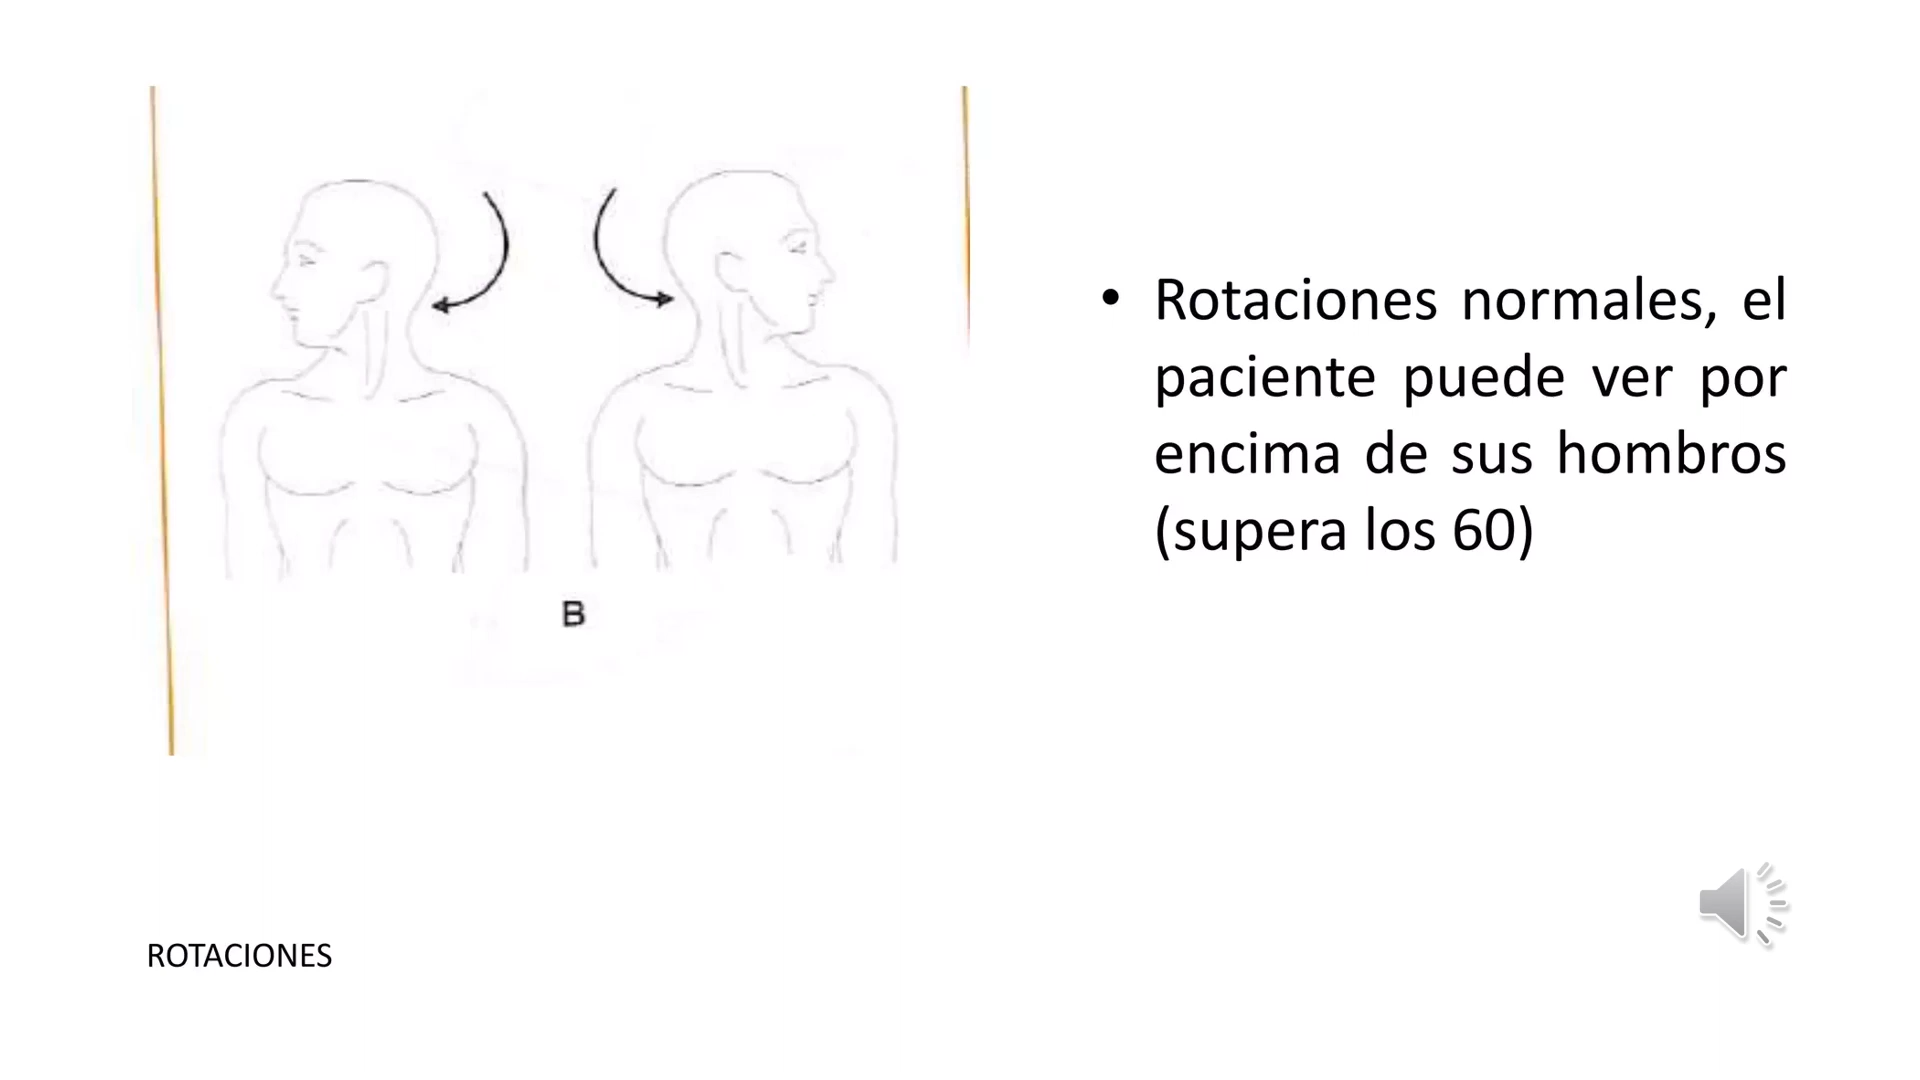 B
• Rotaciones normales, el
paciente puede ver por
encima de sus hombros
(supera los 60)
ROTACIONES